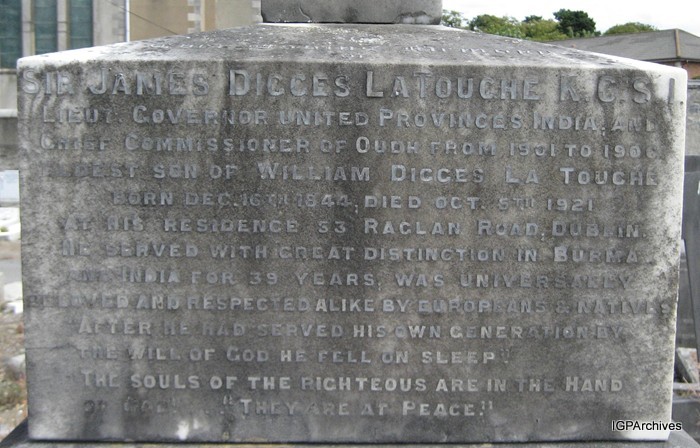 SIR JAMES DIGGES LATOUCHE K.C.S.I
LIEUT. GOVERNOR UNITED PROVINCES INDIA, AND
CHIEF COMMISSIONER OF OUDH FROM 1901 TO 1906
ELDEST SON OF WILLIAM DIGGES LA TOUCHE
BORN DEC. 16TH 1844, DIED OCT. 5TH 1921
AT HIS RESIDENCE 53 RAGLAN ROAD, DUBLIN.
HE SERVED WITH GREAT DISTINCTION IN BURMA
AND INDIA FOR 39 YEARS, WAS UNIVERSALLY
BELOVED AND RESPECTED ALIKE BY EUROPEANS & NATIVES
"AFTER HE HAD SERVED HIS OWN GENERATION BY
THE WILL OF GOD HE FELL ON SLEEP."
"THE SOULS OF THE RIGHTEOUS ARE IN THE HAND
OF GOD" . "THEY ARE AT PEACE."
IGPArchives